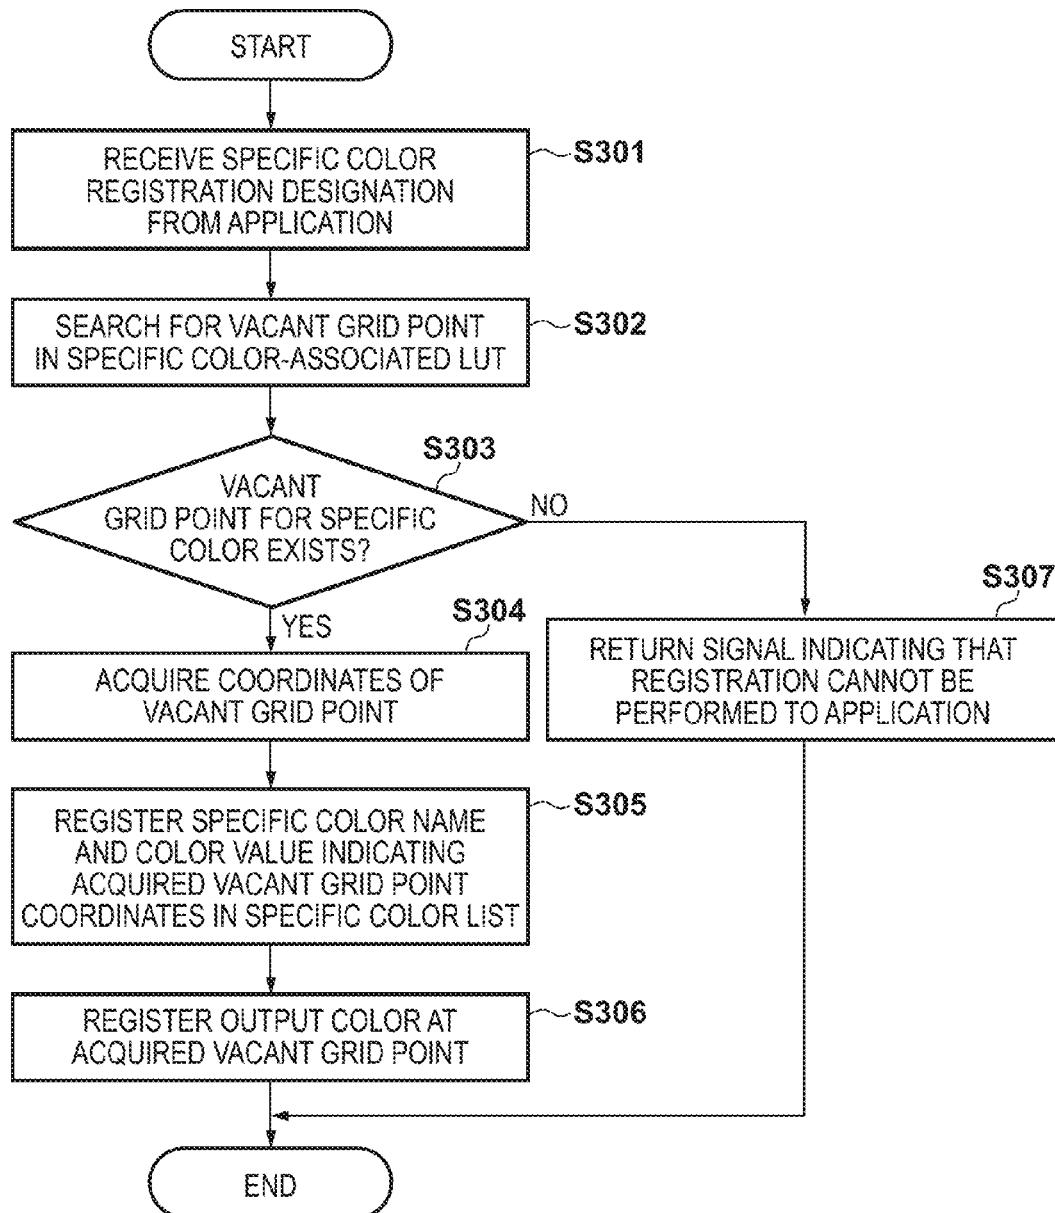 START
RECEIVE SPECIFIC COLOR
REGISTRATION DESIGNATION
FROM APPLICATION
S301
SEARCH FOR VACANT GRID POINT
IN SPECIFIC COLOR-ASSOCIATED LUT
S302
S303
VACANT
GRID POINT FOR SPECIFIC
COLOR EXISTS?
NO
YES
S304
ACQUIRE COORDINATES OF
VACANT GRID POINT
S307
RETURN SIGNAL INDICATING THAT
REGISTRATION CANNOT BE
PERFORMED TO APPLICATION
REGISTER SPECIFIC COLOR NAME
AND COLOR VALUE INDICATING
ACQUIRED VACANT GRID POINT
COORDINATES IN SPECIFIC COLOR LIST
S305
REGISTER OUTPUT COLOR AT
ACQUIRED VACANT GRID POINT
S306
END